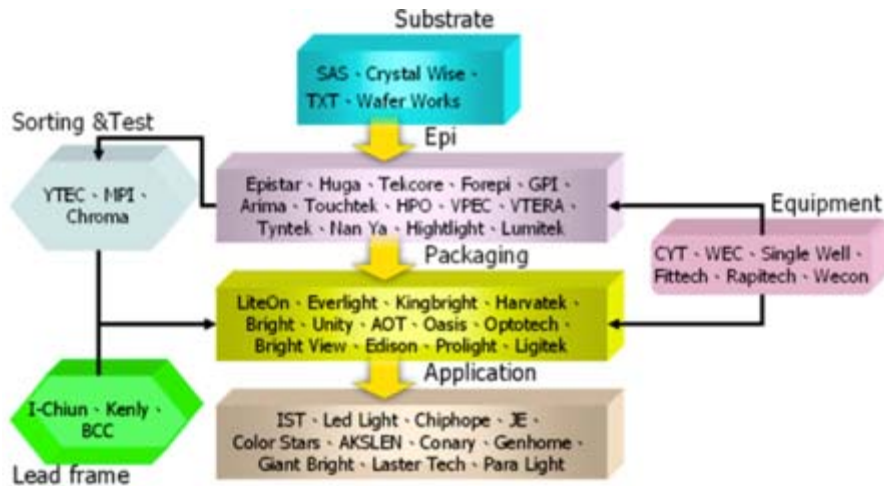 Substrate
SAS、Crystal Wise、
TXT、Wafer Works
Sorting &Test
Epi
YTEC、MPI、
Chroma
Epistar、Huga、Tekcore、Forepi、GPI、
Arima、Touchtek、HPO、VPEC、VTERA、
Tyntek、Nan Ya、Hightlight、Lumitek
Equipment
CYT、WEC、Single Well、
Fittech、Rapitech、Wecon
Packaging
LiteOn、Everlight、Kingbright、Harvatek、
Bright、Unity、AOT、Oasis、Optotech、
Bright View、Edison、Prolight、Ligitek
Application
I-Chiun、Kenly、
BCC
Lead frame
IST、Led Light、Chiphope、JE、
Color Stars、AKSLEN、Conary、Genhome、
Giant Bright、Laster Tech、Para Light